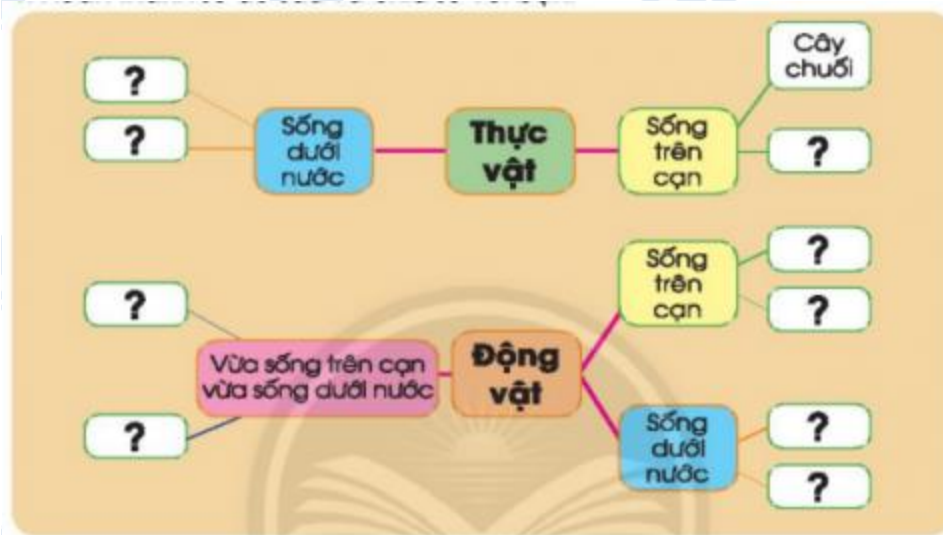 ?
?
Sống
dưới
nước
Thực
vật
Sống
trên
cạn
Cây
chuối
?
?
Vừa sống trên cạn
vừa sống dưới nước
?
Động
vật
Sống
trên
cạn
?
?
Sống
dưới
nước
?
?